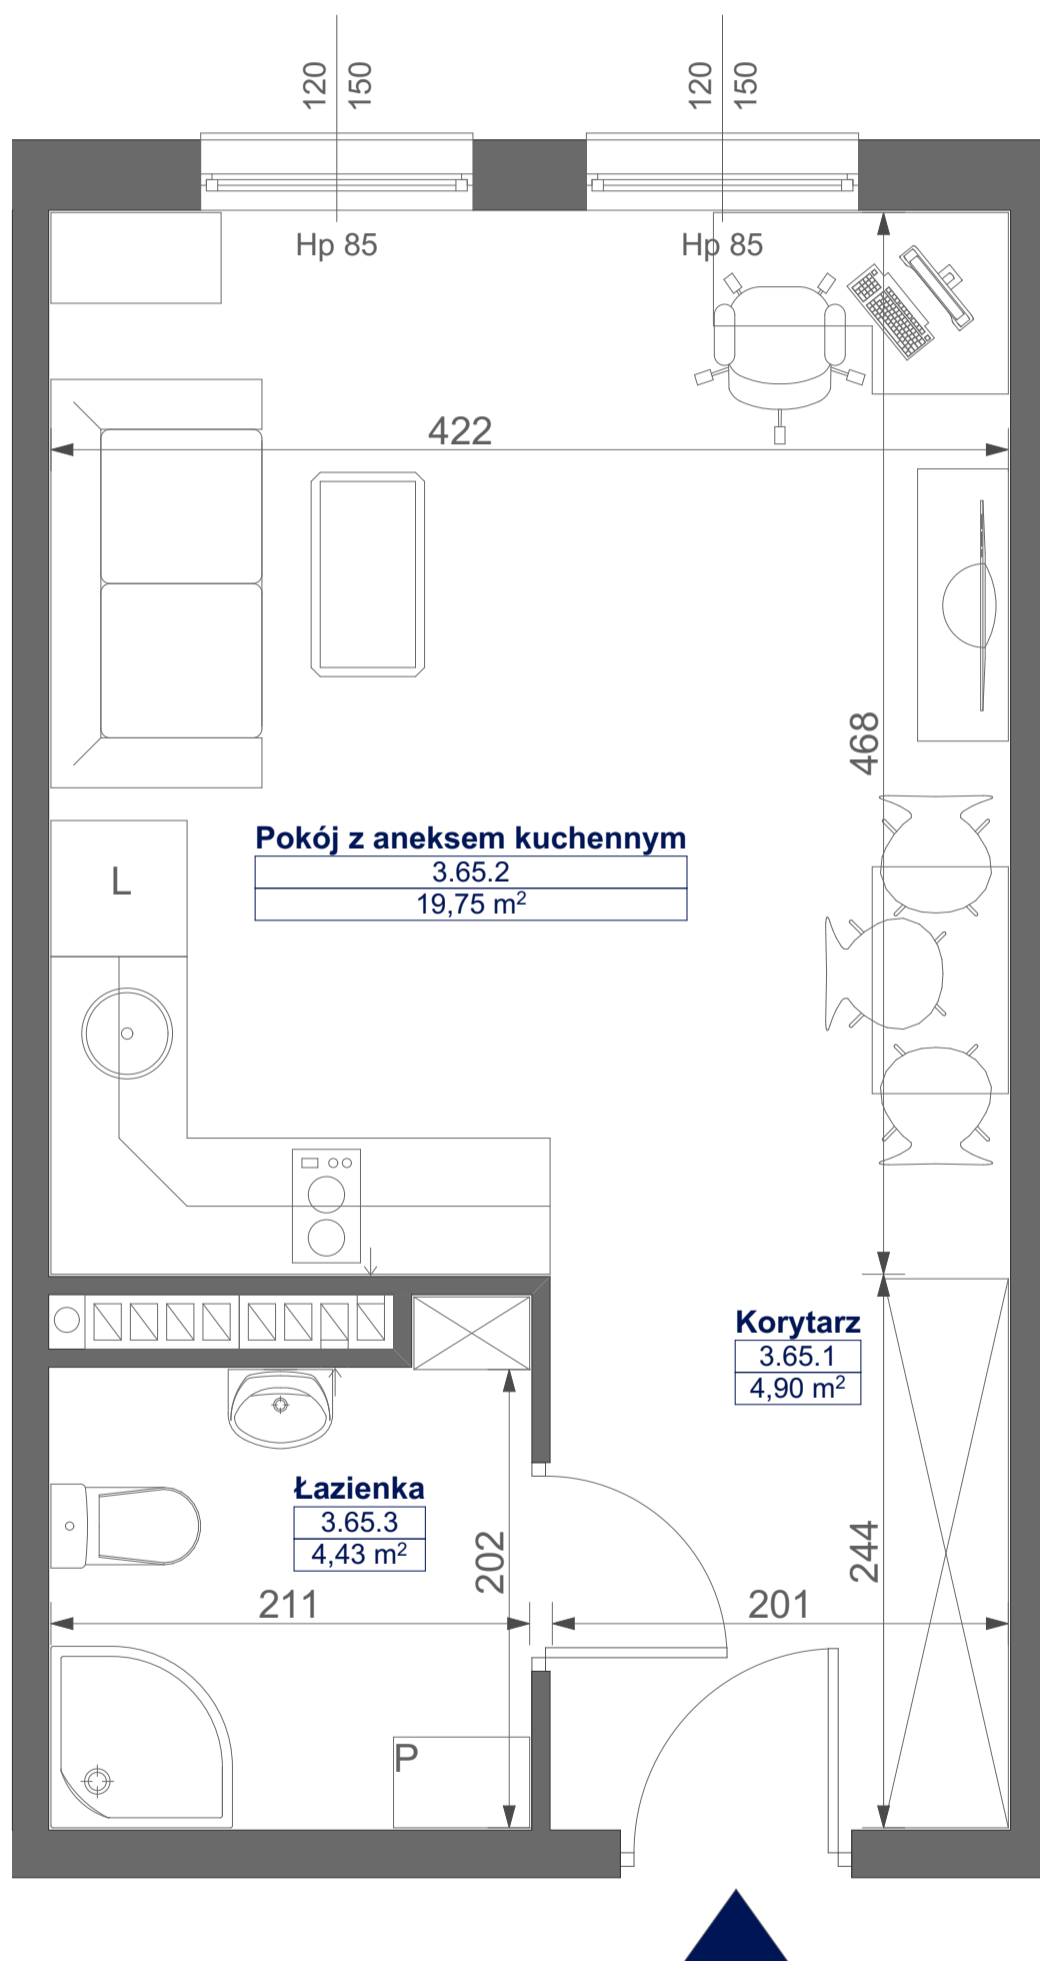 120
150
120
150
Hp 85
Hp 85
422
468
Pokój z aneksem kuchennym
3.65.2
19,75 m²
L
Korytarz
3.65.1
4,90 m²
Łazienka
3.65.3
4,43 m²
202
244
211
201
P